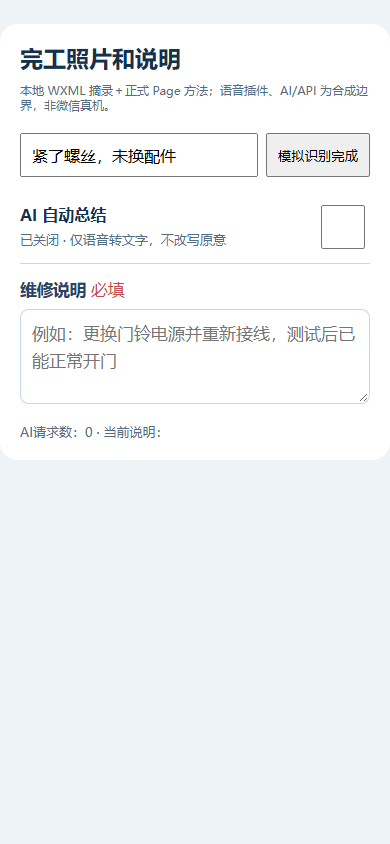 完工照片和说明
本地 WXML 摘录 + 正式 Page 方法；语音插件、AI/API 为合成边
界，非微信真机。
紧了螺丝，未换配件
模拟识别完成
AI 自动总结
已关闭 · 仅语音转文字，不改写原意
维修说明 必填
例如：更换门铃电源并重新接线，测试后已
能正常开门
AI请求数：0 · 当前说明：